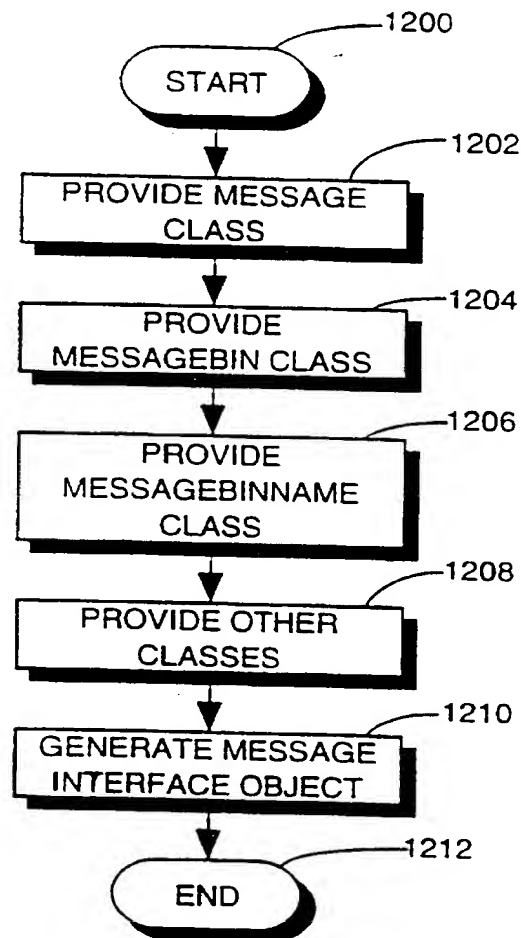 1200
START
1202
PROVIDE MESSAGE
CLASS
1204
PROVIDE
MESSAGEBIN CLASS
1206
PROVIDE
MESSAGEBINNAME
CLASS
1208
PROVIDE OTHER
CLASSES
1210
GENERATE MESSAGE
INTERFACE OBJECT
1212
END